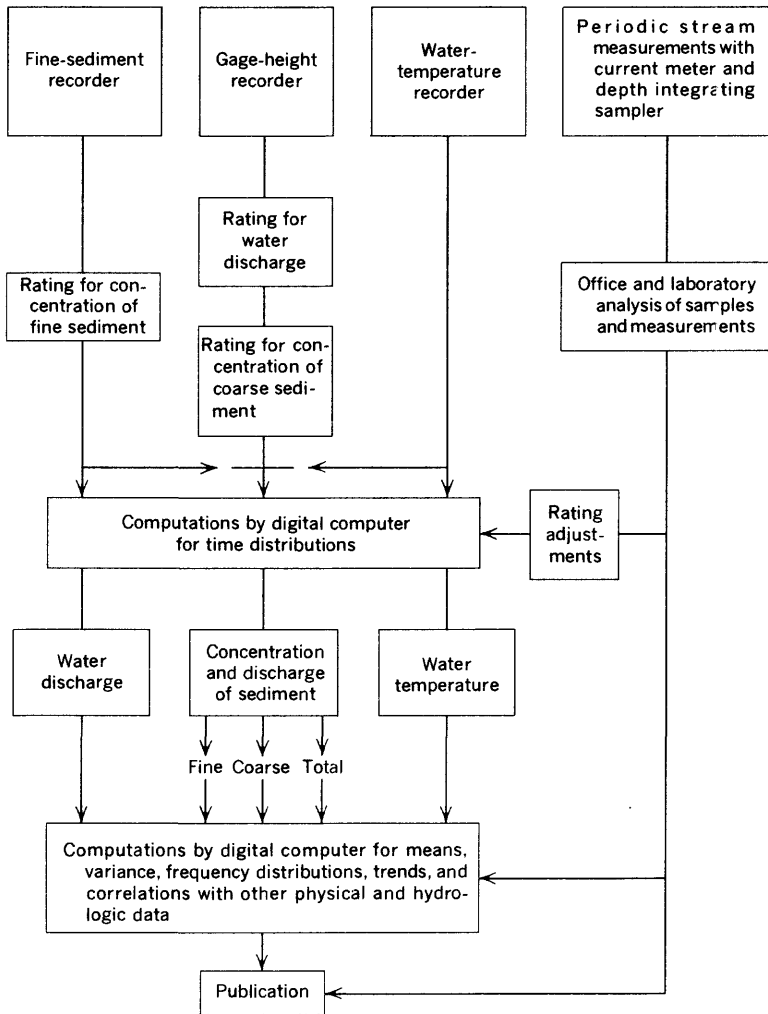 Fine-sediment
recorder
Gage-height
recorder
Water-
temperature
recorder
Periodic stream
measurements with
current meter and
depth integrating
sampler
Rating for
water
discharge
Rating for con-
centration of
fine sediment
Office and laboratory
analysis of samples
and measurements
Rating for con-
centration of
coarse sedi-
ment
Computations by digital computer
for time distributions
Rating
adjust-
ments
Water
discharge
Concentration
and discharge
of sediment
Water
temperature
Fine Coarse Total
Computations by digital computer for means,
variance, frequency distributions, trends, and
correlations with other physical and hydro-
logic data
Publication